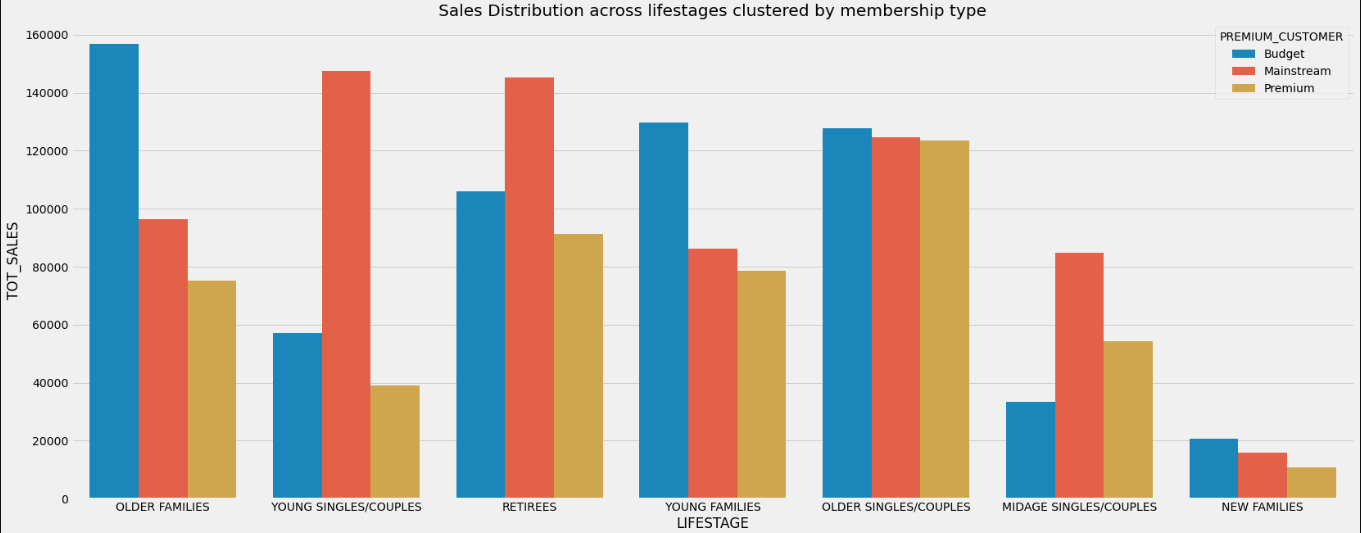 Sales Distribution across lifestages clustered by membership type
PREMIUM_CUSTOMER
Budget
Mainstream
Premium
TOT_SALES
160000
140000
120000
100000
80000
60000
40000
20000
0
OLDER FAMILIES
YOUNG SINGLES/COUPLES
RETIREES
YOUNG FAMILIES
OLDER SINGLES/COUPLES
MIDAGE SINGLES/COUPLES
NEW FAMILIES
LIFESTAGE